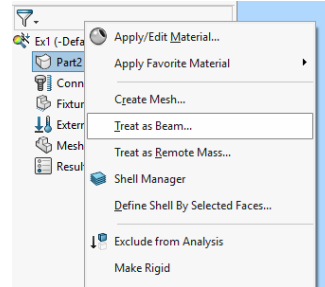 Ex1 (-Defa
Part2
Conn
Fixtur
Extern
Mesh
Result
Apply/Edit Material...
Apply Favorite Material
Create Mesh...
Treat as Beam...
Treat as Remote Mass...
Shell Manager
Define Shell By Selected Faces...
Exclude from Analysis
Make Rigid